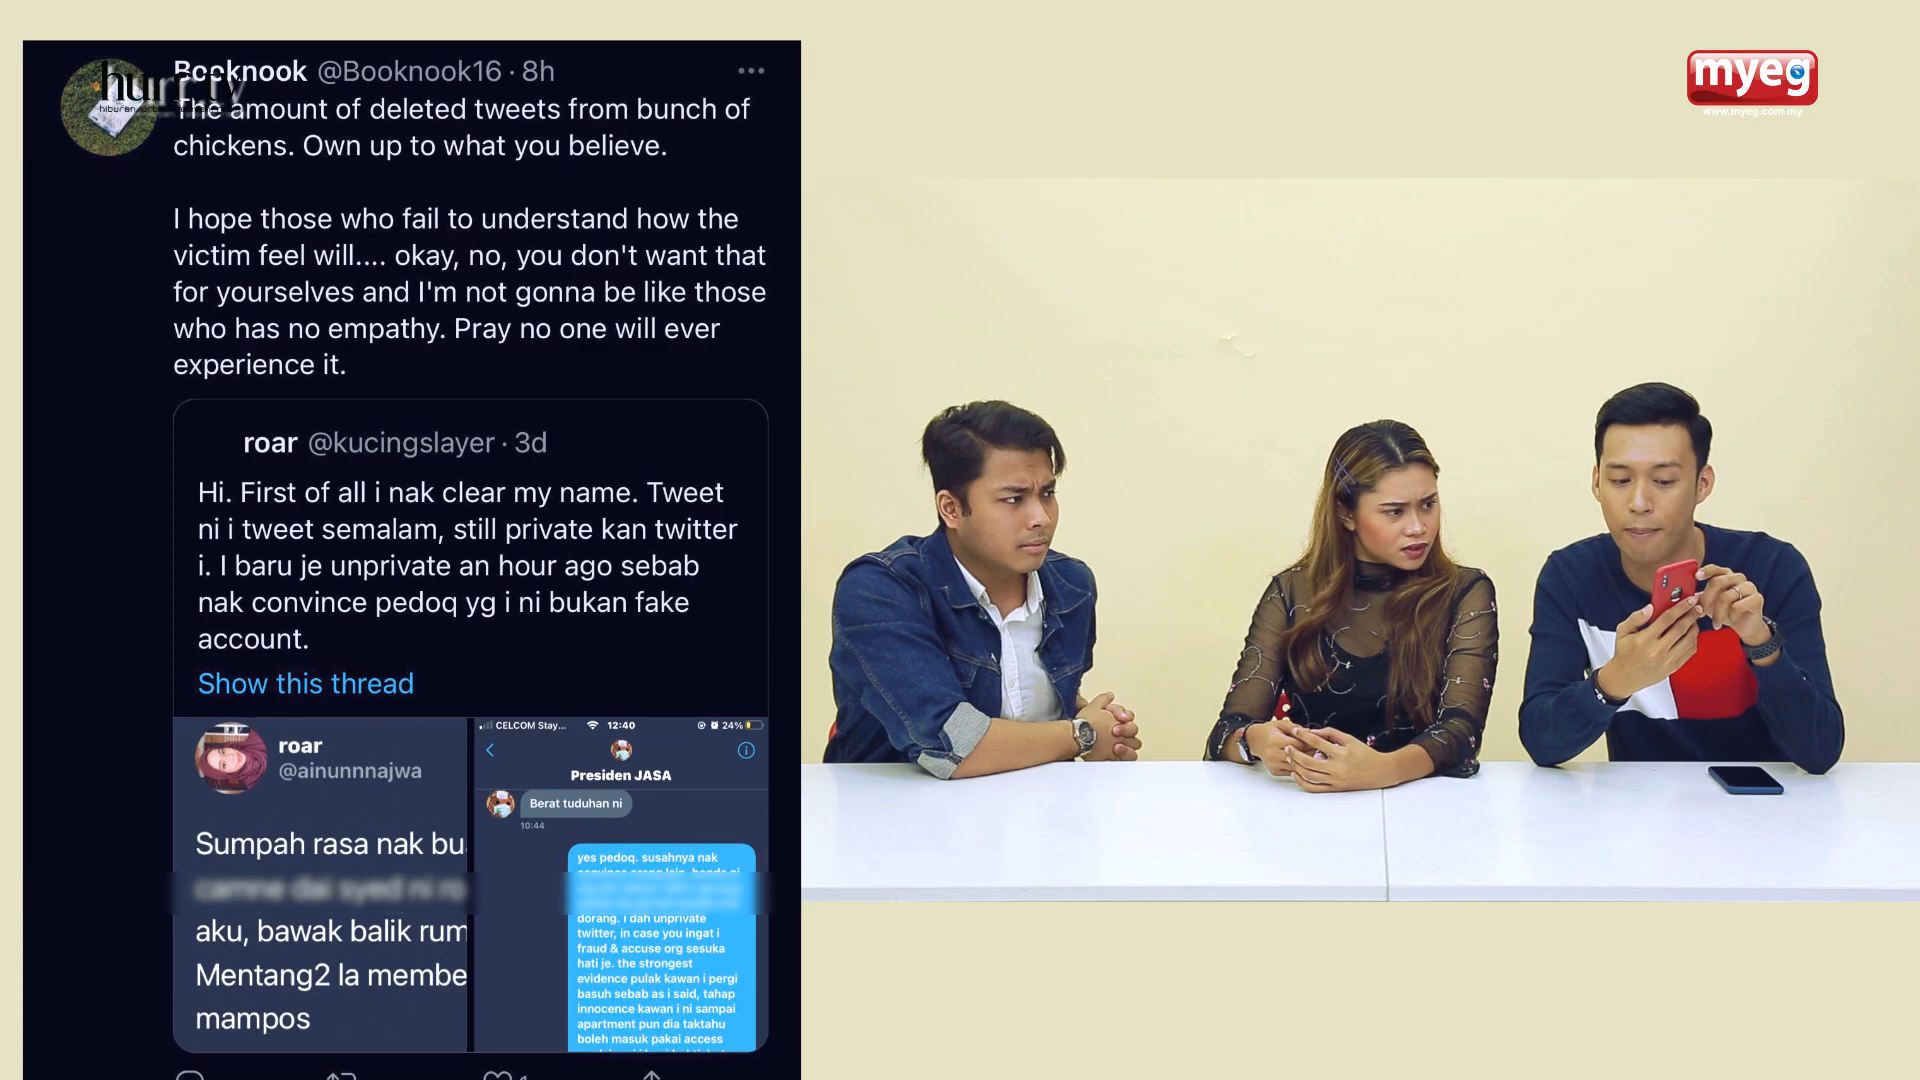 Booknook @Booknook16 · 8h
The amount of deleted tweets from bunch of
chickens. Own up to what you believe.
I hope those who fail to understand how the
victim feel will.... okay, no, you don't want that
for yourselves and I'm not gonna be like those
who has no empathy. Pray no one will ever
experience it.
roar @kucingslayer · 3d
Hi. First of all i nak clear my name. Tweet
ni i tweet semalam, still private kan twitter
i. I baru je unprivate an hour ago sebab
nak convince pedoq yg i ni bukan fake
account.
Show this thread
roar
@ainunnnajwa
Sumpah rasa nak bu
camne dai syed ni ro
aku, bawak balik rum
Mentang2 la membe
mampos
CELCOM Stay... 12:40 24%
Presiden JASA
Berat tuduhan ni
10:44
yes pedoq. susahnya nak
dorang. i dah unprivate
twitter, in case you ingat i
fraud & accuse org sesuka
hati je. the strongest
evidence pulak kawan i pergi
basuh sebab as i said, tahap
innocence kawan i ni sampai
apartment pun dia taktahu
boleh masuk pakai access
myeg
www.myeg.com.my